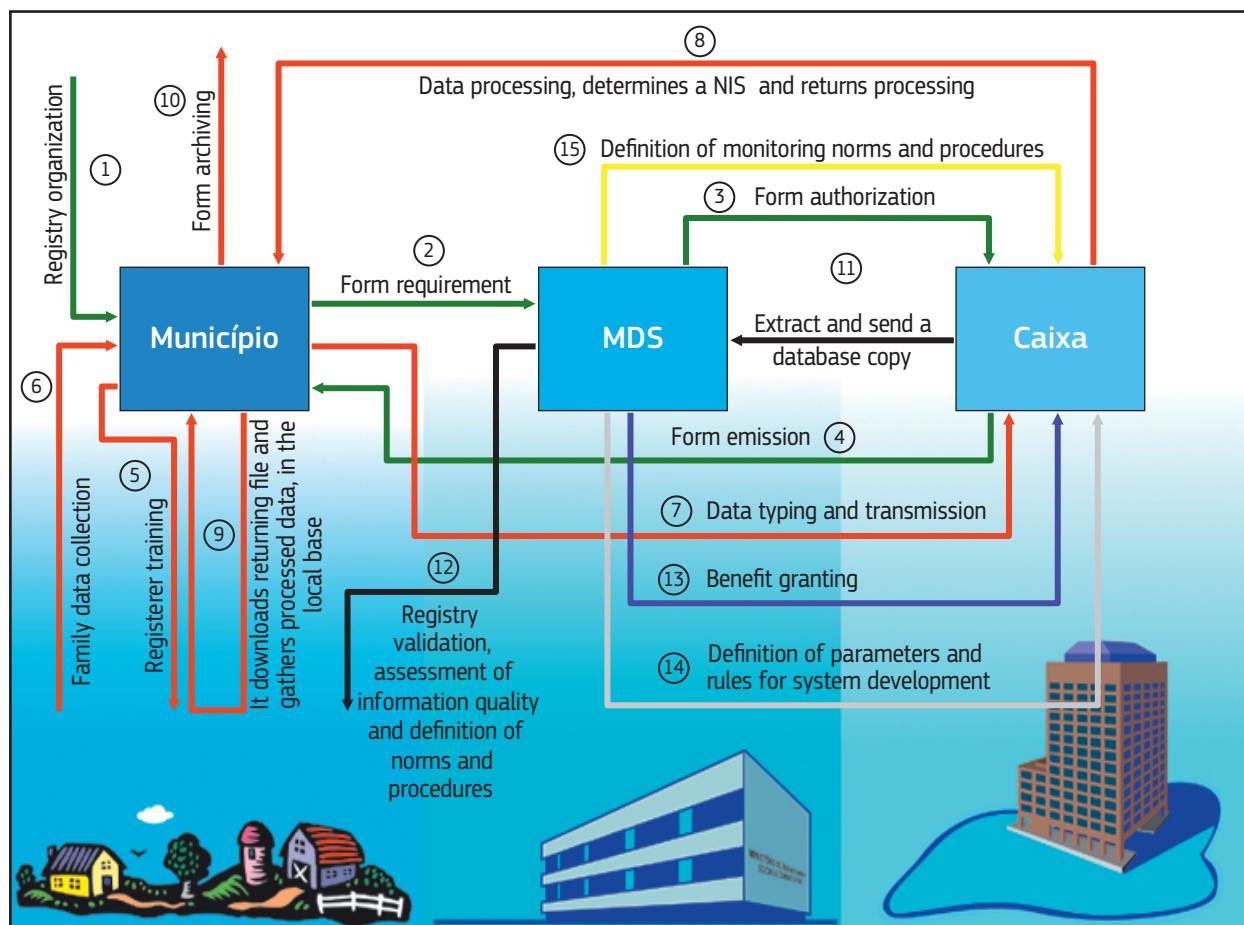 8
Data processing, determines a NIS and returns processing
10
Form archiving
1
Registry organization
15 Definition of monitoring norms and procedures
3 Form authorization
2
Form requirement
11
Extract and send a
database copy
Município
MDS
Caixa
6
Family data collection
5
Registerer training
9
It downloads returning file and
gathers processed data, in the
local base
Form emission 4
7 Data typing and transmission
12
Registry
validation,
assessment of
information quality
and definition of
norms and
procedures
13 Benefit granting
14 Definition of parameters and
rules for system development